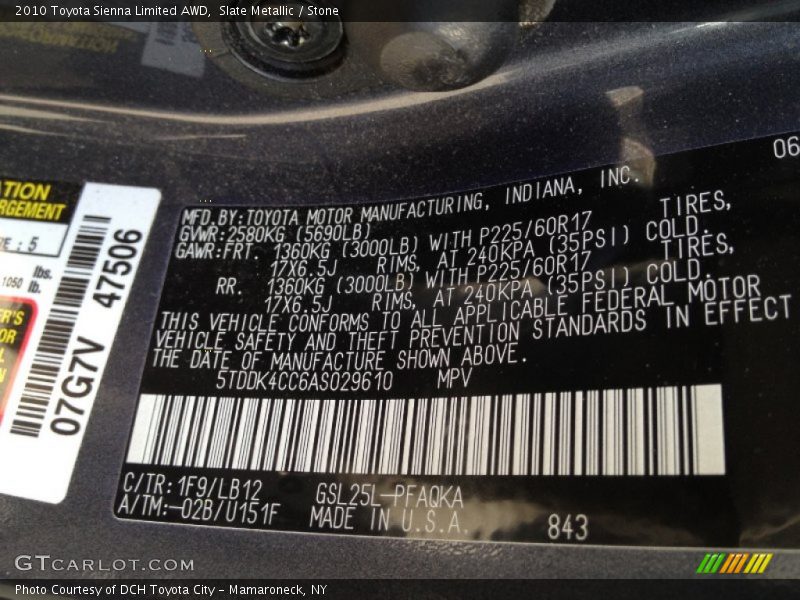 2010 Toyota Sienna Limited AWD, Slate Metallic / Stone
06
MFD. BY: TOYOTA MOTOR MANUFACTURING, INDIANA, INC.
GVWR: 2580KG (5690LB)
GAWR: FRT. 1360KG (3000LB) WITH P225/60R17 TIRES,
17X6.5J RIMS, AT 240KPA (35PSI) COLD.
RR. 1360KG (3000LB) WITH P225/60R17 TIRES,
17X6.5J RIMS, AT 240KPA (35PSI) COLD.
THIS VEHICLE CONFORMS TO ALL APPLICABLE FEDERAL MOTOR
VEHICLE SAFETY AND THEFT PREVENTION STANDARDS IN EFFECT
THE DATE OF MANUFACTURE SHOWN ABOVE.
5TDDK4CC6AS029610 MPV
C/TR: 1F9/LB12 GSL25L-PFAQKA
A/TM: -02B/U151F MADE IN U.S.A. 843
: 5
1050 lbs.
lb.
07G7V 47506
GTCARLOT.COM
Photo Courtesy of DCH Toyota City - Mamaroneck, NY